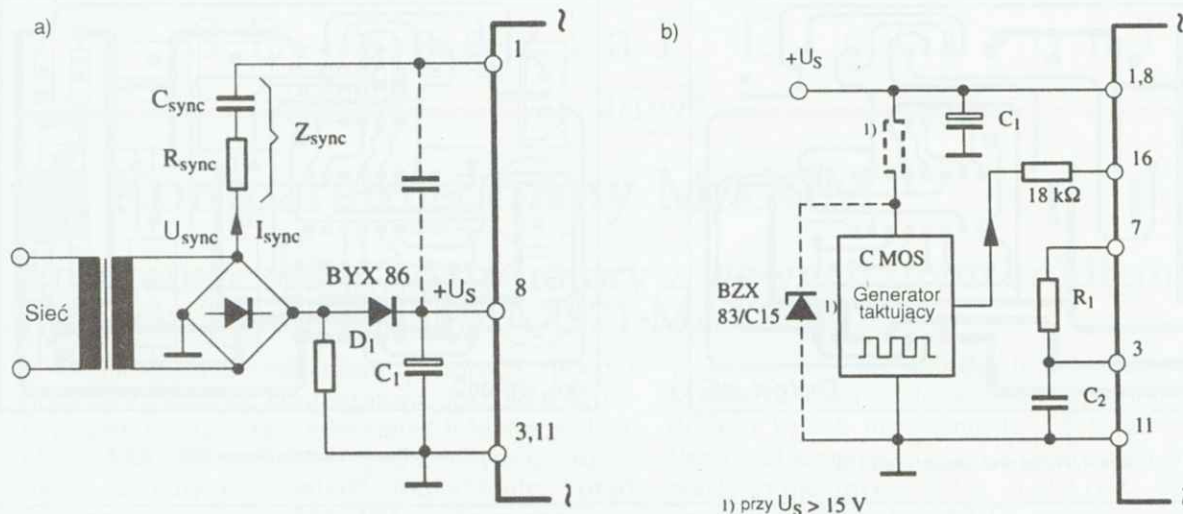 a)
1
C_sync
Z_sync
R_sync
U_sync
I_sync
BYX 86
+U_S
8
Sieć
D_1
C_1
3,11
b)
+U_S
1,8
1)
C_1
16
18 kΩ
7
C MOS
BZX
83/C15
1)
Generator
taktujący
R_1
3
C_2
11
1) przy U_S > 15 V